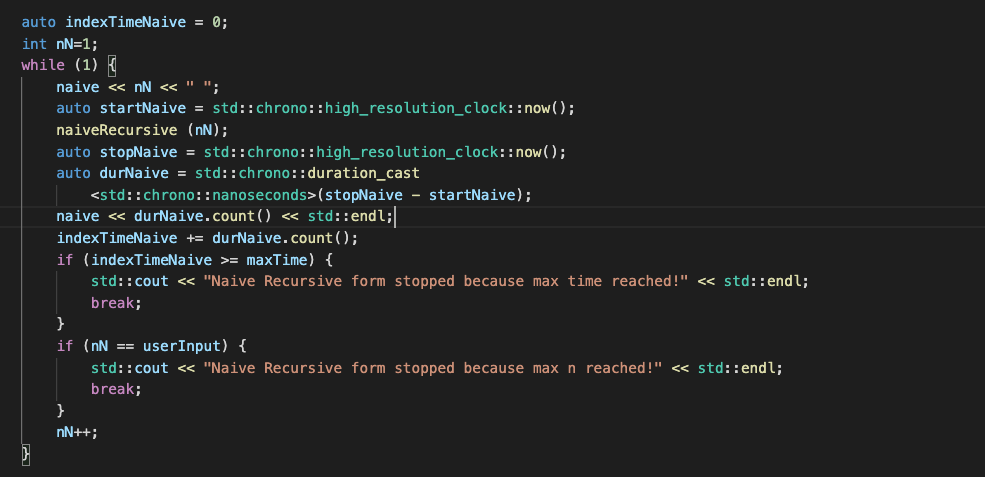 auto indexTimeNaive = 0;
int nN=1;
while (1) {
    naive << nN << " ";
    auto startNaive = std::chrono::high_resolution_clock::now();
    naiveRecursive (nN);
    auto stopNaive = std::chrono::high_resolution_clock::now();
    auto durNaive = std::chrono::duration_cast
        <std::chrono::nanoseconds>(stopNaive - startNaive);
    naive << durNaive.count() << std::endl;
    indexTimeNaive += durNaive.count();
    if (indexTimeNaive >= maxTime) {
        std::cout << "Naive Recursive form stopped because max time reached!" << std::endl;
        break;
    }
    if (nN == userInput) {
        std::cout << "Naive Recursive form stopped because max n reached!" << std::endl;
        break;
    }
    nN++;
}